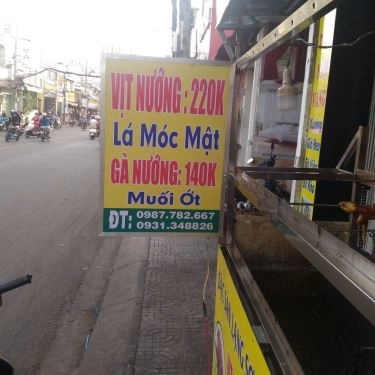 VỊT NƯỚNG: 220K
Lá Móc Mật
GÀ NƯỚNG: 140K
Muối Ớt
ĐT: 0987.782.667
0931.348826